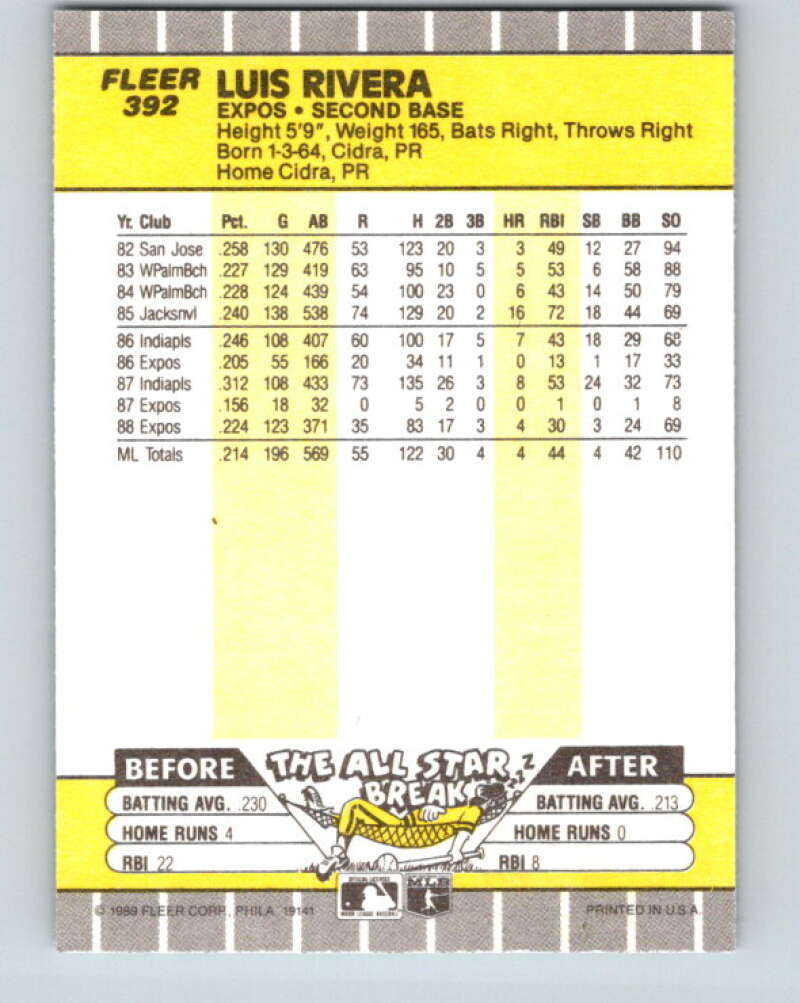 FLEER LUIS RIVERA
392 EXPOS • SECOND BASE
Height 5'9", Weight 165, Bats Right, Throws Right
Born 1-3-64, Cidra, PR
Home Cidra, PR
Yr. Club Pct. G AB R H 2B 3B HR RBI SB BB SO
82 San Jose .258 130 476 53 123 20 3 3 49 12 27 94
83 WPalmBch .227 129 419 63 95 10 5 5 53 6 58 88
84 WPalmBch .228 124 439 54 100 23 0 6 43 14 50 79
85 Jacksnvl .240 138 538 74 129 20 2 16 72 18 44 69
86 Indiapls .246 108 407 60 100 17 5 7 43 18 29 68
86 Expos .205 55 166 20 34 11 1 0 13 1 17 33
87 Indiapls .312 108 433 73 135 26 3 8 53 24 32 73
87 Expos .156 18 32 0 5 2 0 0 1 0 1 8
88 Expos .224 123 371 35 83 17 3 4 30 3 24 69
ML Totals .214 196 569 55 122 30 4 4 44 4 42 110
BEFORE THE ALL STAR BREAK zzZZ AFTER
BATTING AVG. .230 BATTING AVG. .213
HOME RUNS 4 HOME RUNS 0
RBI 22 RBI 8
MLB
© 1989 FLEER CORP., PHILA. 19141 PRINTED IN U.S.A.